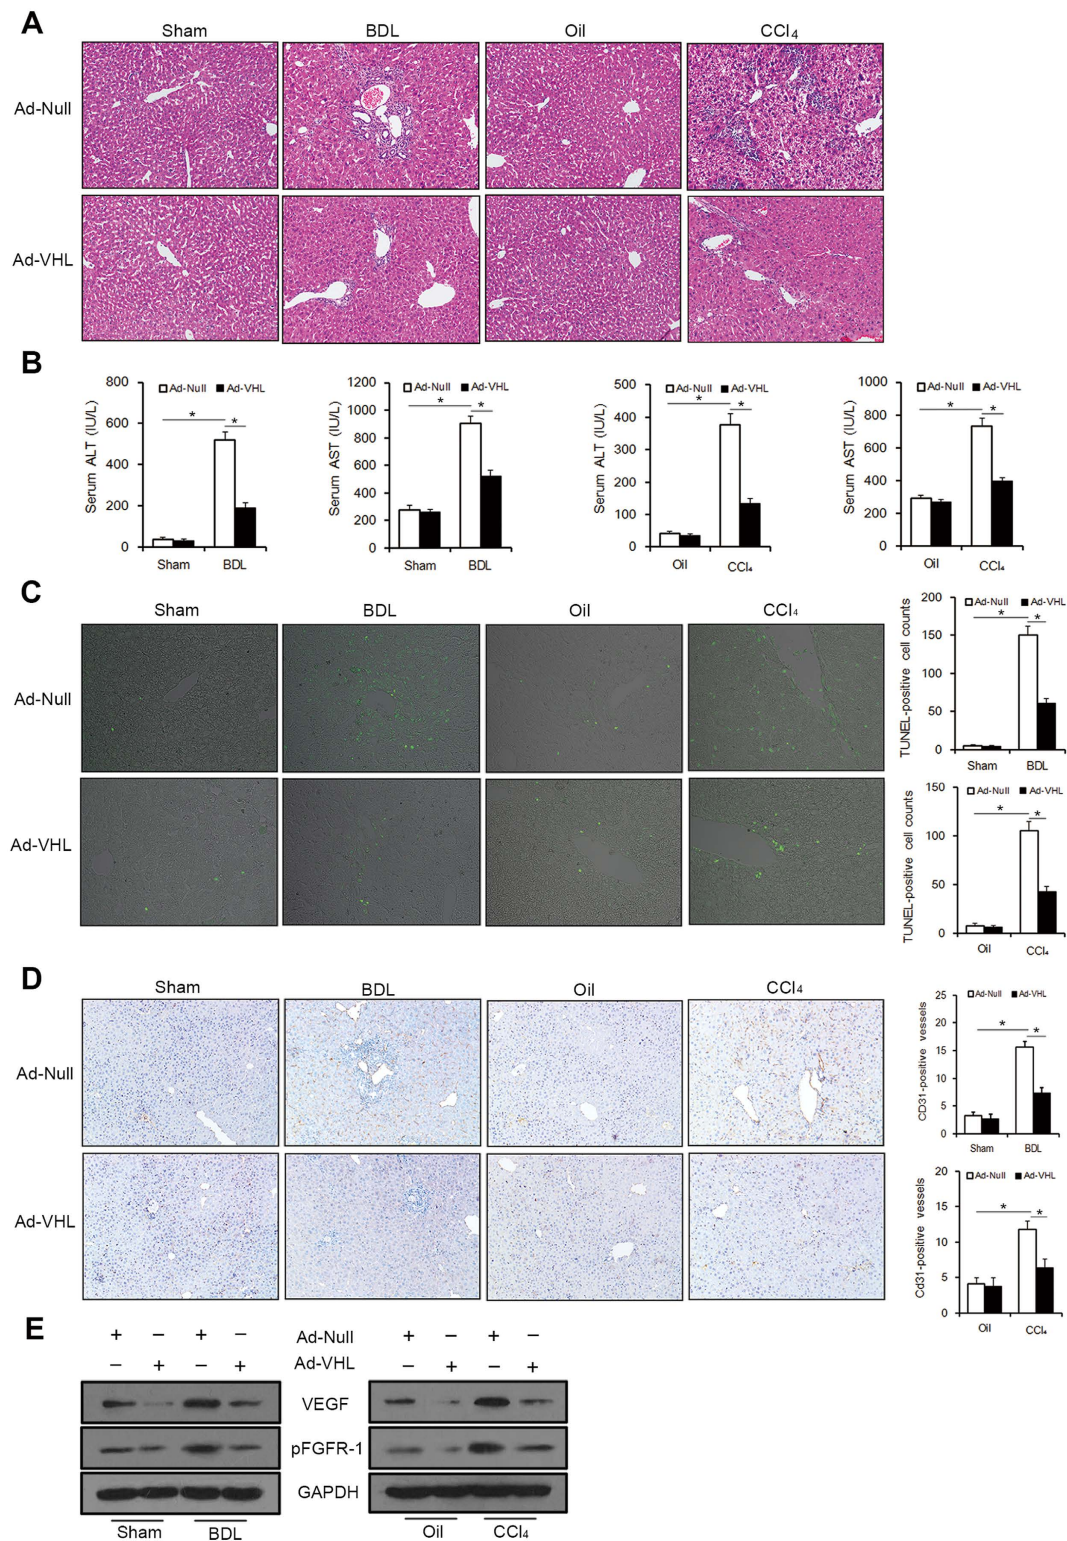 A
Sham BDL Oil CCl₄
Ad-Null
Ad-VHL
B
800
600
400
200
0
Serum ALT (IU/L)
Ad-Null Ad-VHL
* *
Sham BDL
1200
1000
800
600
400
200
0
Serum AST (IU/L)
Ad-Null Ad-VHL
* *
Sham BDL
500
400
300
200
100
0
Serum ALT (IU/L)
Ad-Null Ad-VHL
* *
Oil CCl₄
1000
800
600
400
200
0
Serum AST (IU/L)
Ad-Null Ad-VHL
* *
Oil CCl₄
C
Sham BDL Oil CCl₄
Ad-Null
Ad-VHL
200
150
100
50
0
TUNEL-positive cell counts
Ad-Null Ad-VHL
* *
Sham BDL
150
100
50
0
TUNEL-positive cell counts
Ad-Null Ad-VHL
* *
Oil CCl₄
D
Sham BDL Oil CCl₄
Ad-Null
Ad-VHL
25
20
15
10
5
0
CD31-positive vessels
Ad-Null Ad-VHL
* *
Sham BDL
20
15
10
5
0
Cd31-positive vessels
Ad-Null Ad-VHL
* *
Oil CCl₄
E
+ – + – Ad-Null + – + –
– + – + Ad-VHL – + – +
VEGF
pFGFR-1
GAPDH
Sham BDL Oil CCl₄